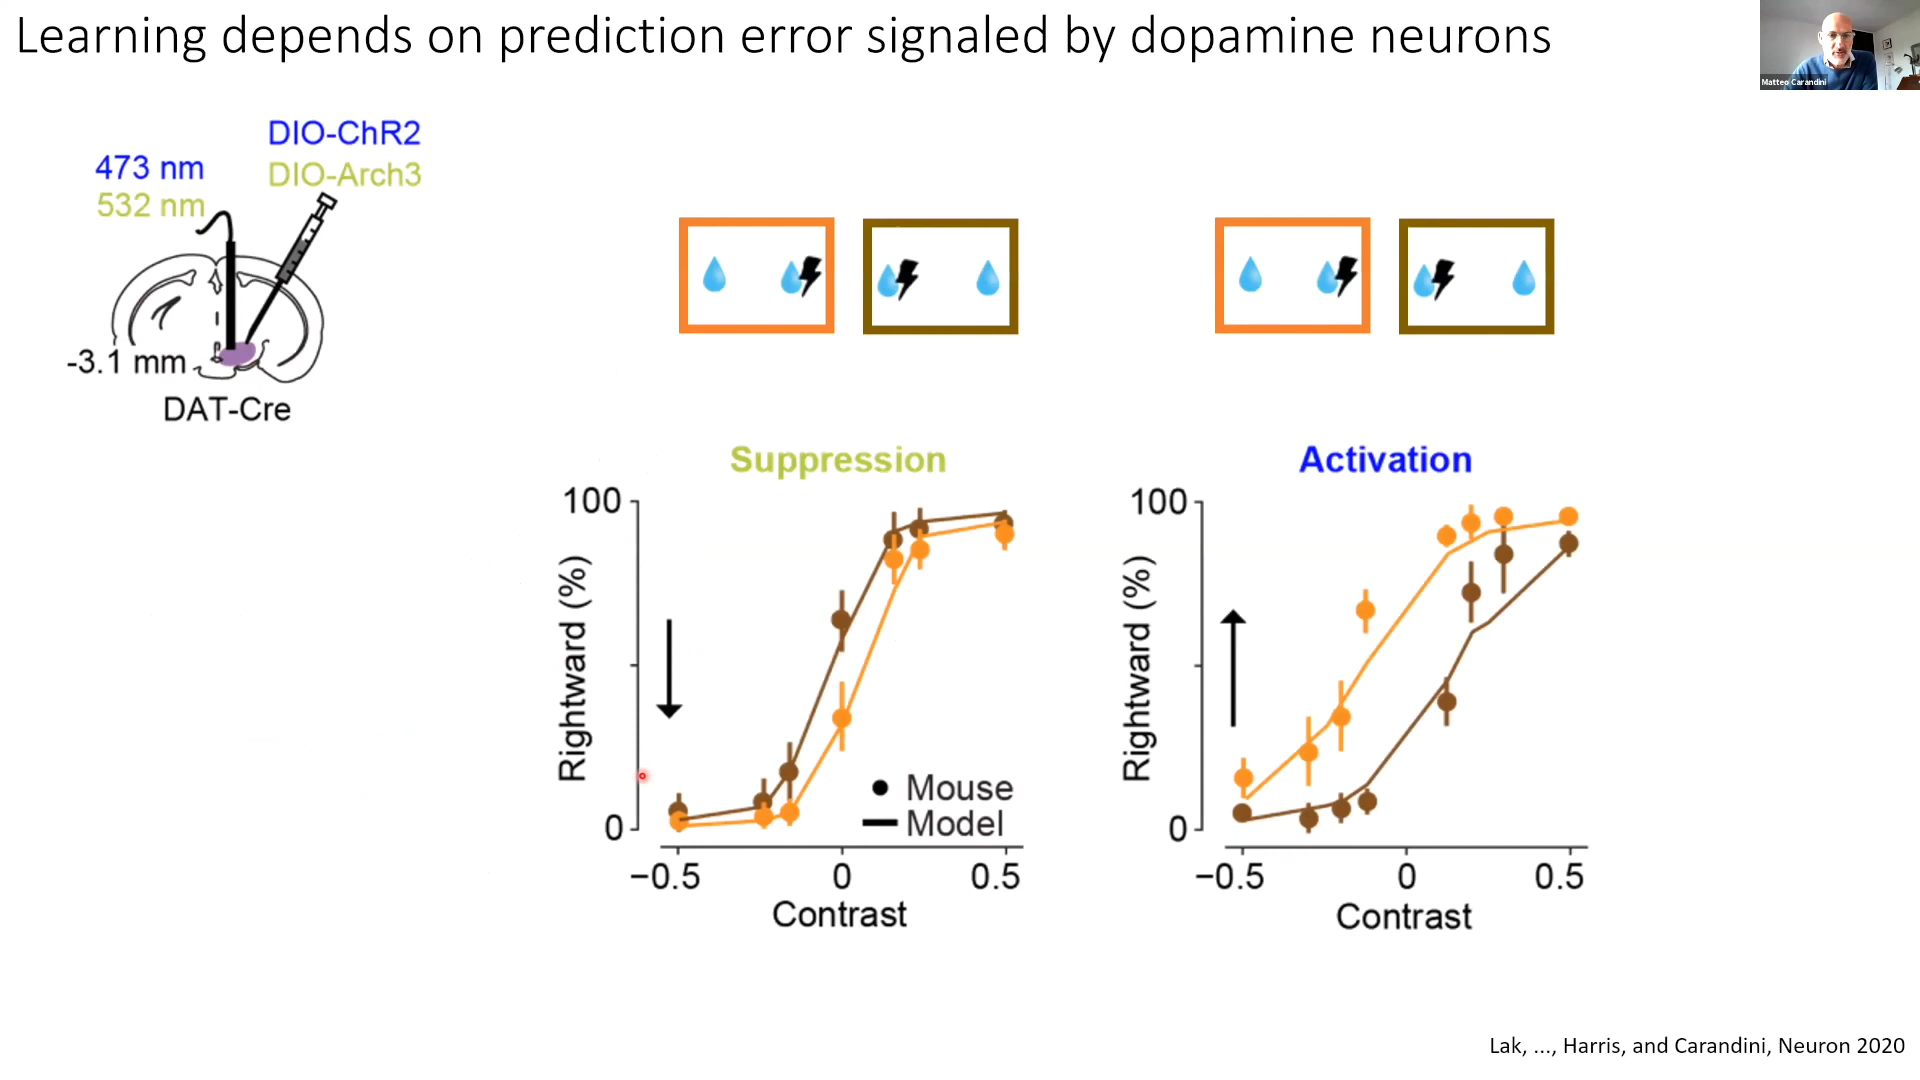 Learning depends on prediction error signaled by dopamine neurons
Matteo Carandini
DIO-ChR2
473 nm
DIO-Arch3
532 nm
-3.1 mm
DAT-Cre
Suppression
100
Rightward (%)
0
Mouse
Model
−0.5
0
0.5
Contrast
Activation
100
Rightward (%)
0
−0.5
0
0.5
Contrast
Lak, ..., Harris, and Carandini, Neuron 2020